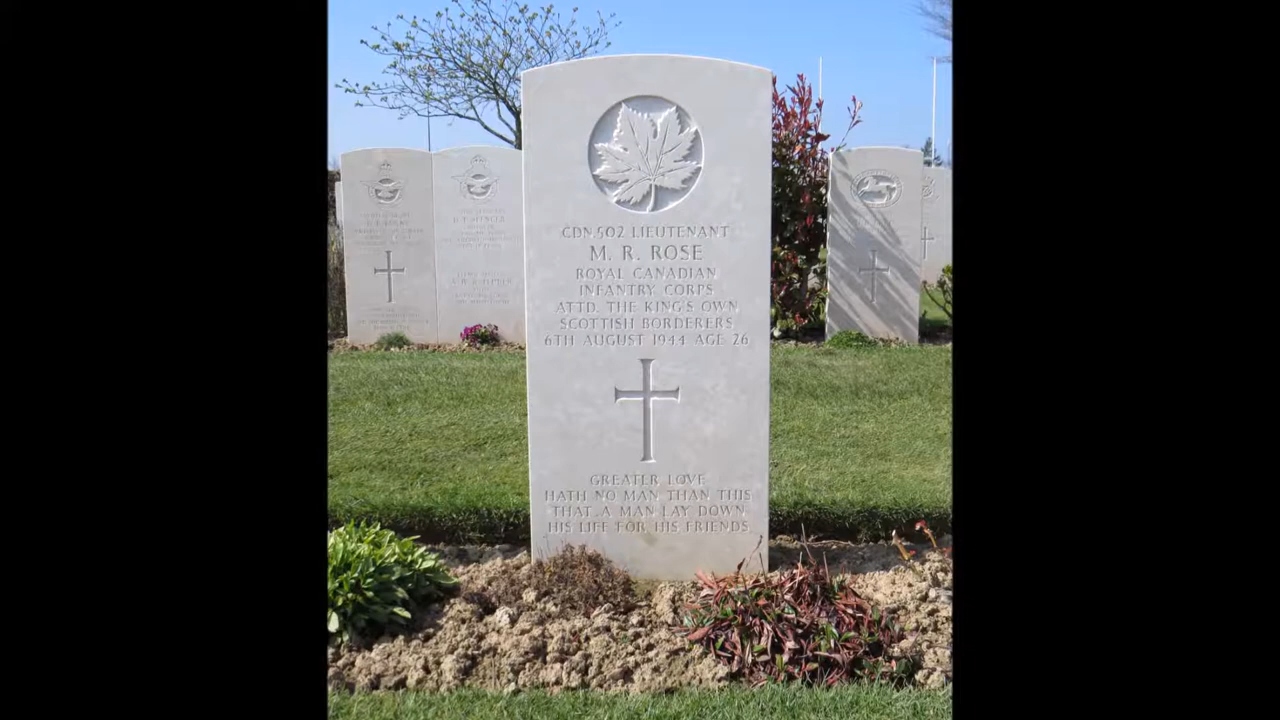 CDN.502 LIEUTENANT
M. R. ROSE
ROYAL CANADIAN
INFANTRY CORPS
ATTD. THE KING'S OWN
SCOTTISH BORDERERS
6TH AUGUST 1944 AGE 26
GREATER LOVE
HATH NO MAN THAN THIS
THAT A MAN LAY DOWN
HIS LIFE FOR HIS FRIENDS